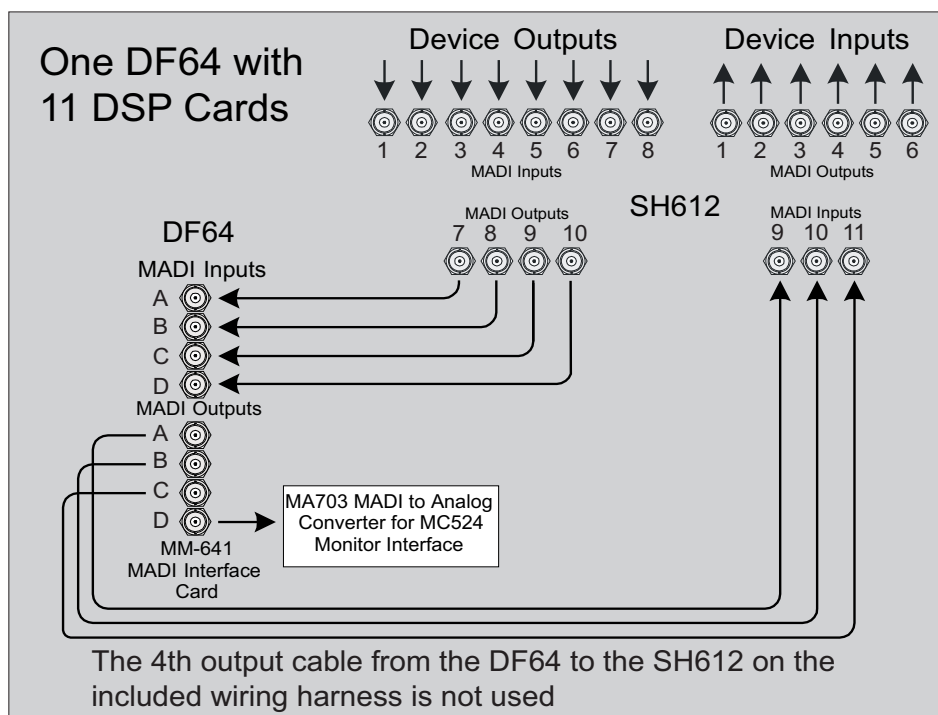 One DF64 with
11 DSP Cards
Device Outputs
1 2 3 4 5 6 7 8
MADI Inputs
Device Inputs
1 2 3 4 5 6
MADI Outputs
SH612
MADI Outputs
7 8 9 10
MADI Inputs
9 10 11
DF64
MADI Inputs
A
B
C
D
MADI Outputs
A
B
C
D
MM-641
MADI Interface
Card
MA703 MADI to Analog
Converter for MC524
Monitor Interface
The 4th output cable from the DF64 to the SH612 on the
included wiring harness is not used